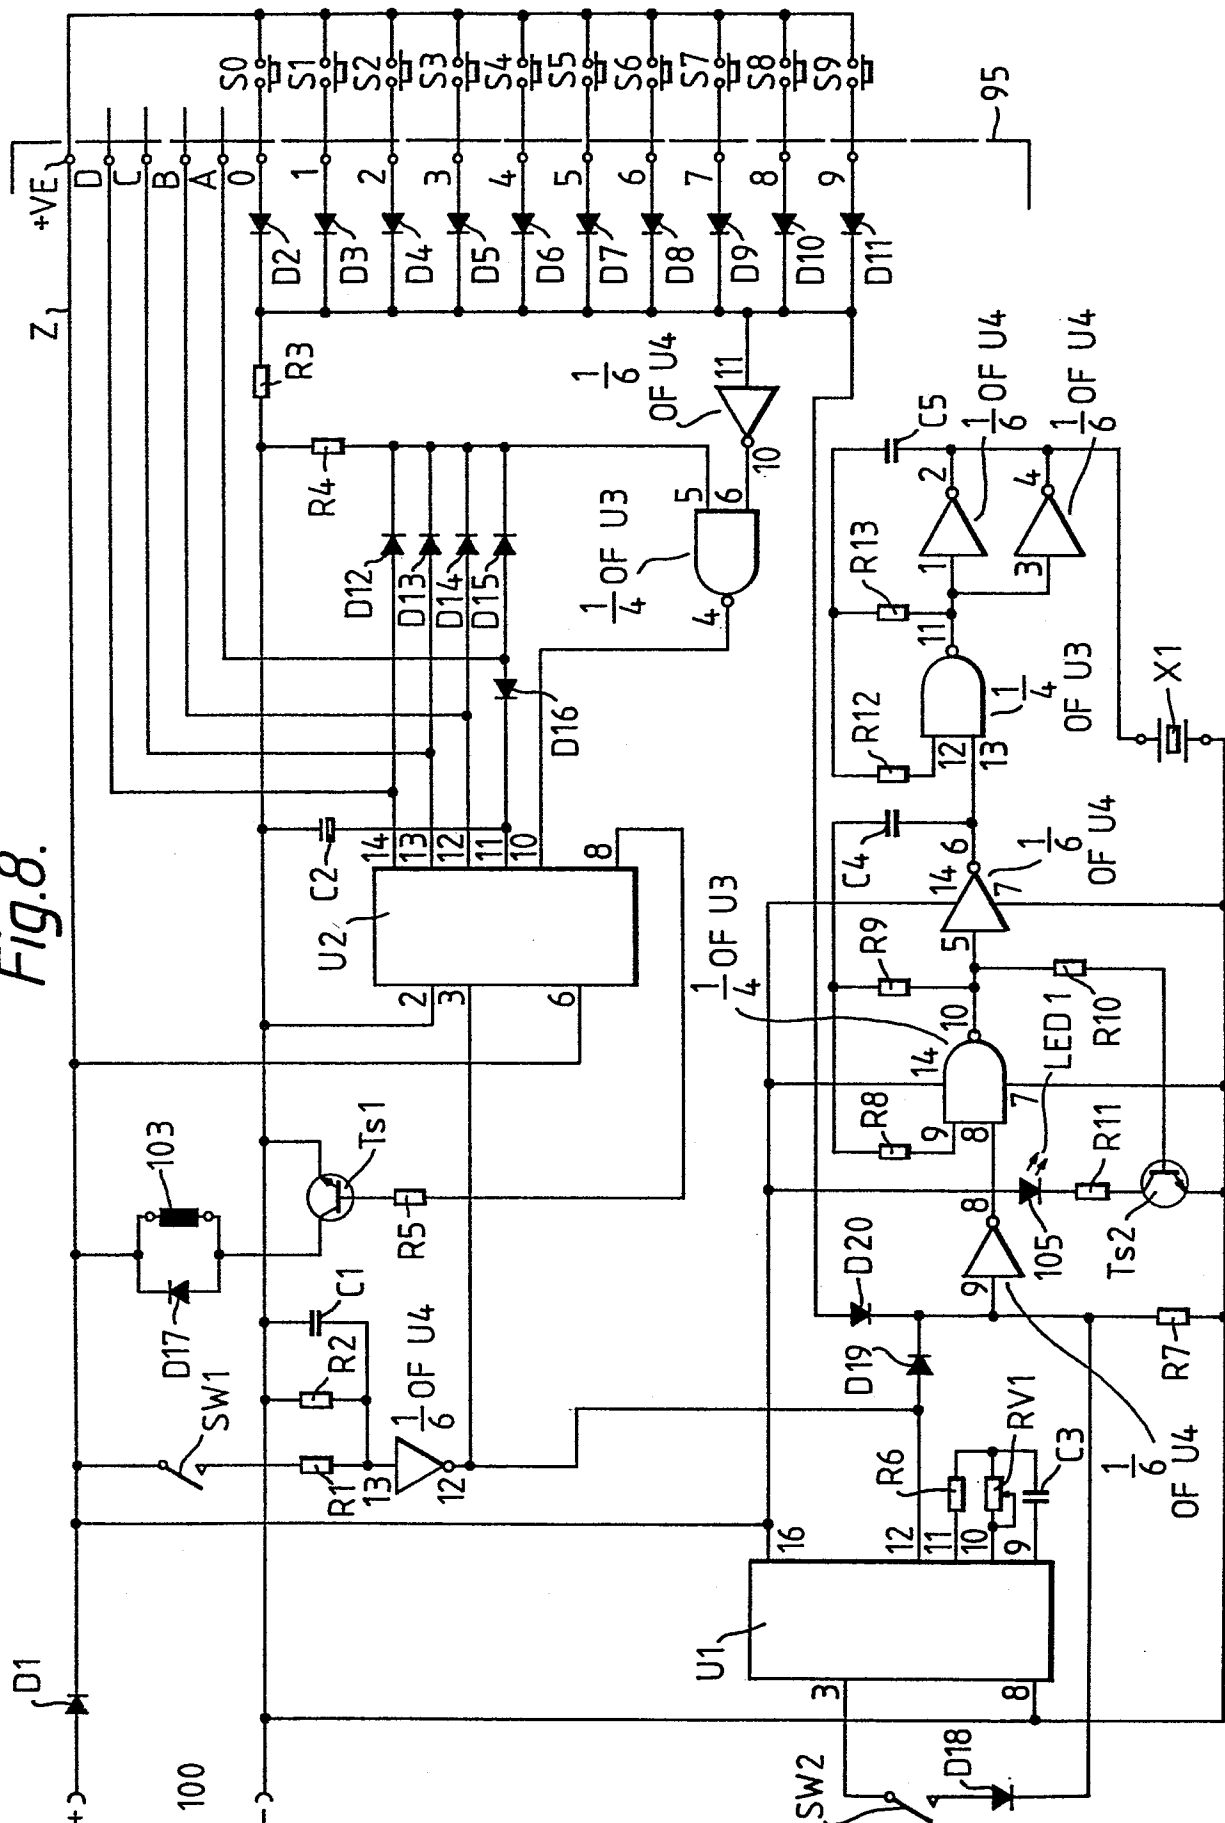 Fig.8.
+VE
Z
D
C
B
A
0
1
2
3
4
5
6
7
8
9
S0
S1
S2
S3
S4
S5
S6
S7
S8
S9
95
D2
D3
D4
D5
D6
D7
D8
D9
D10
D11
R3
R4
1/6
OF U4
11
10
1/4 OF U3
5
6
4
D12
D13
D14
D15
D16
C2
U2
14
13
12
11
10
8
2
3
6
103
D17
Ts1
R5
SW1
C1
R2
R1
13
12
1/6 OF U4
D1
+
100
-
U1
16
12
11
10
9
3
8
R6
RV1
C3
SW2
D18
D19
D20
R7
9
8
1/6
OF U4
105
LED 1
R11
Ts2
R10
R8
9
8
14
7
10
1/4 OF U3
R9
5
14
7
6
1/6
OF U4
C4
R12
12
13
11
1/4
OF U3
R13
C5
1
2
1/6 OF U4
3
4
1/6 OF U4
X1